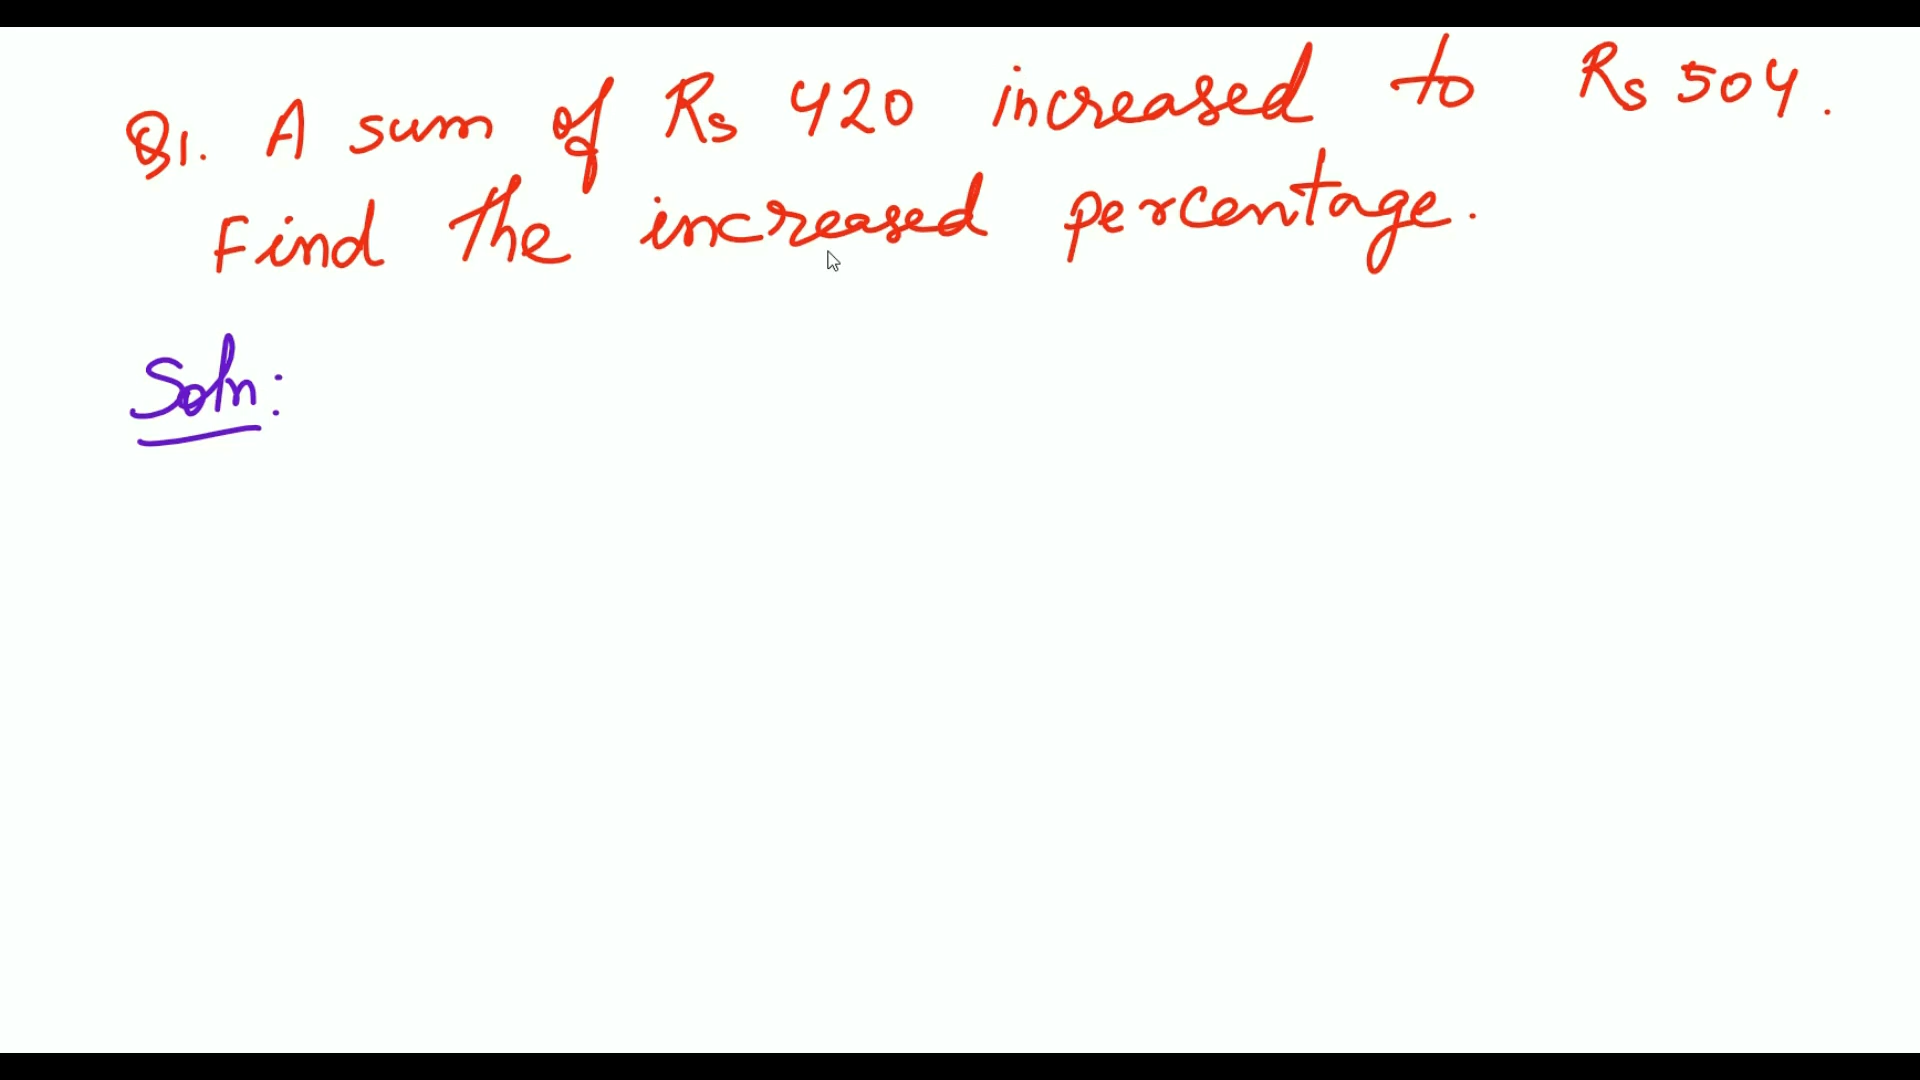 Q1. A sum of Rs 420 increased to Rs 504.
Find the increased percentage.
Soln: